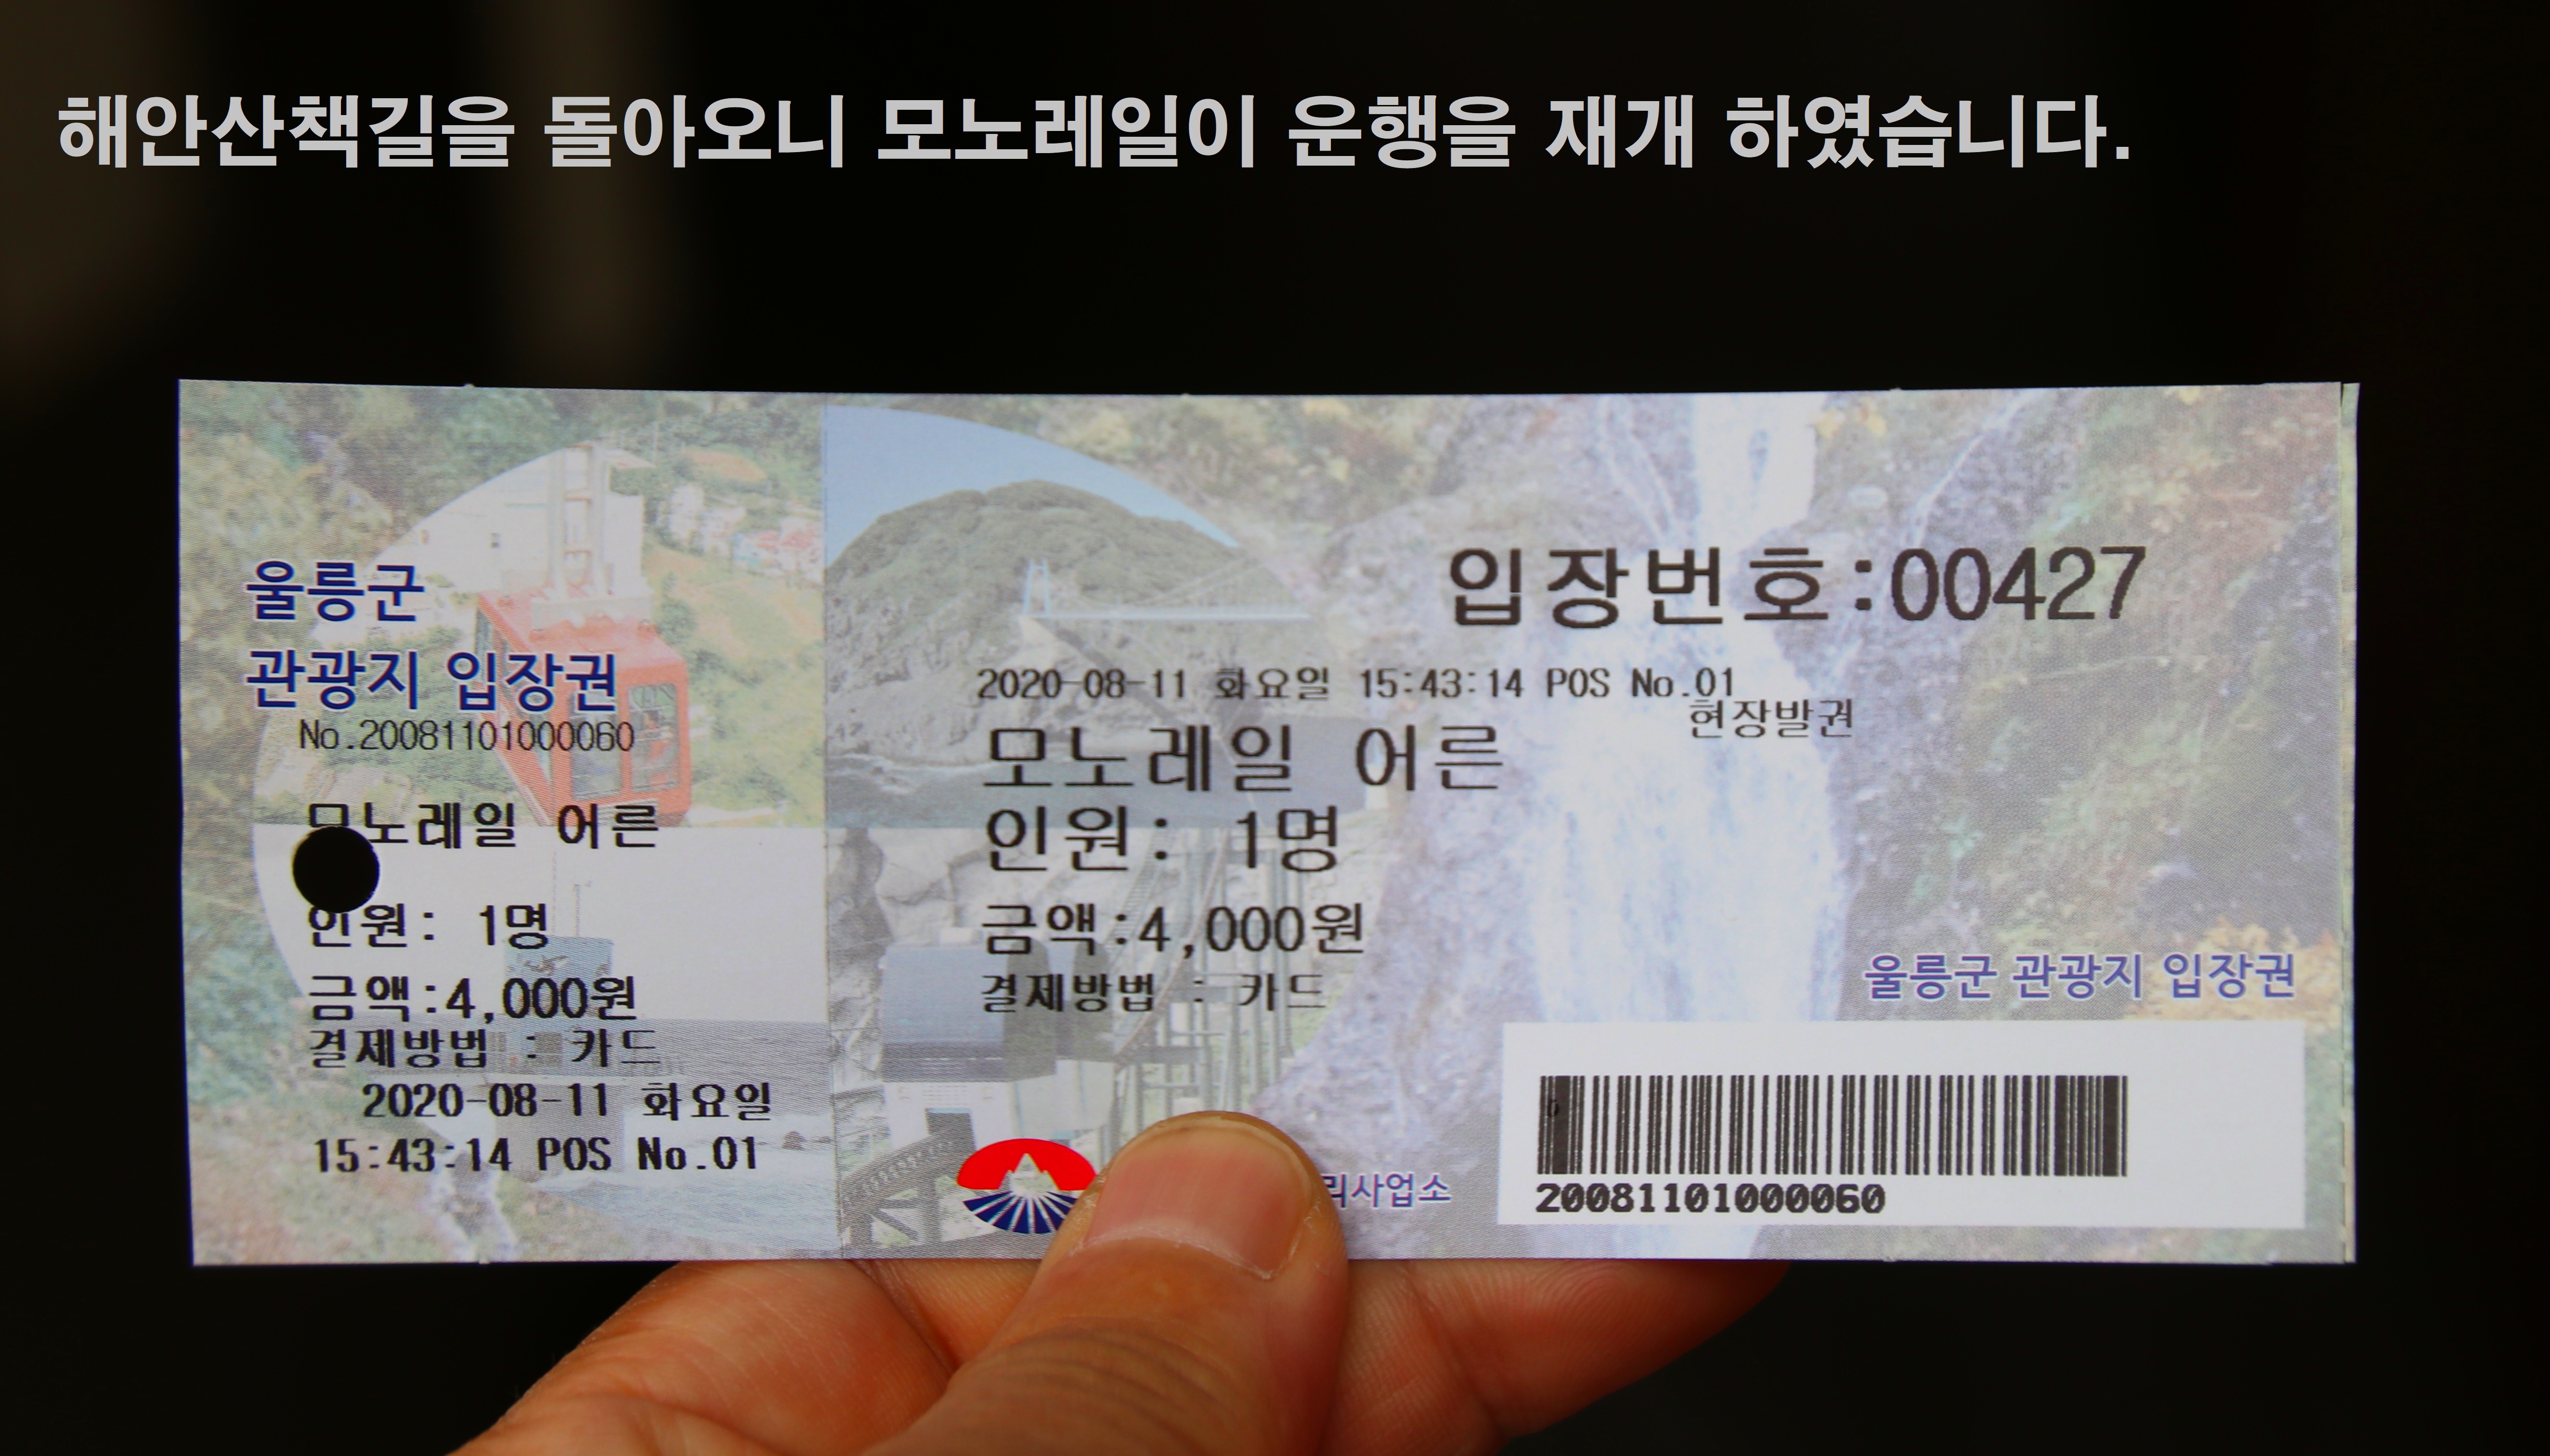 해안산책길을 돌아오니 모노레일이 운행을 재개 하였습니다.
울릉군
관광지 입장권
No.20081101000060
모노레일 어른
인원: 1명
금액:4,000원
결제방법 : 카드
2020-08-11 화요일
15:43:14 POS No.01
입장번호:00427
2020-08-11 화요일 15:43:14 POS No.01
현장발권
모노레일 어른
인원: 1명
금액:4,000원
결제방법 : 카드
울릉군 관광지 입장권
리사업소
20081101000060